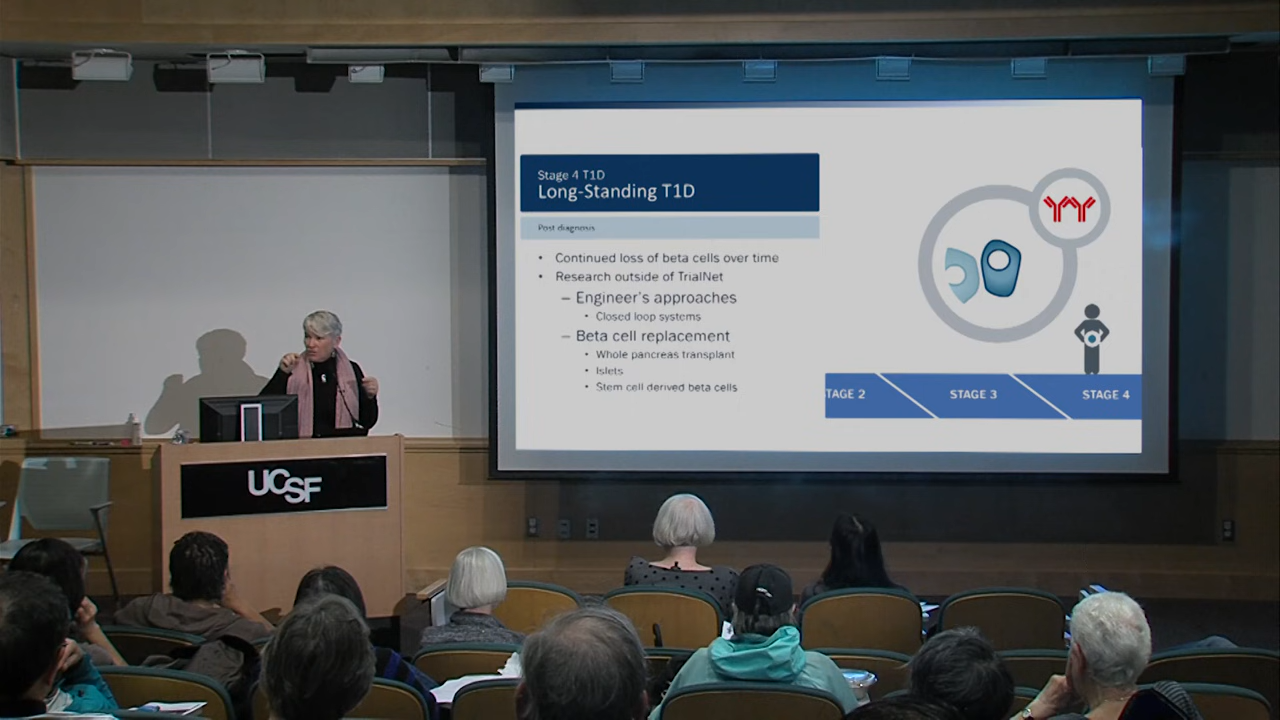 Stage 4 T1D
Long-Standing T1D
Post diagnosis
• Continued loss of beta cells over time
• Research outside of TrialNet
– Engineer's approaches
• Closed loop systems
– Beta cell replacement
• Whole pancreas transplant
• Islets
• Stem cell derived beta cells
TAGE 2
STAGE 3
STAGE 4
UCSF